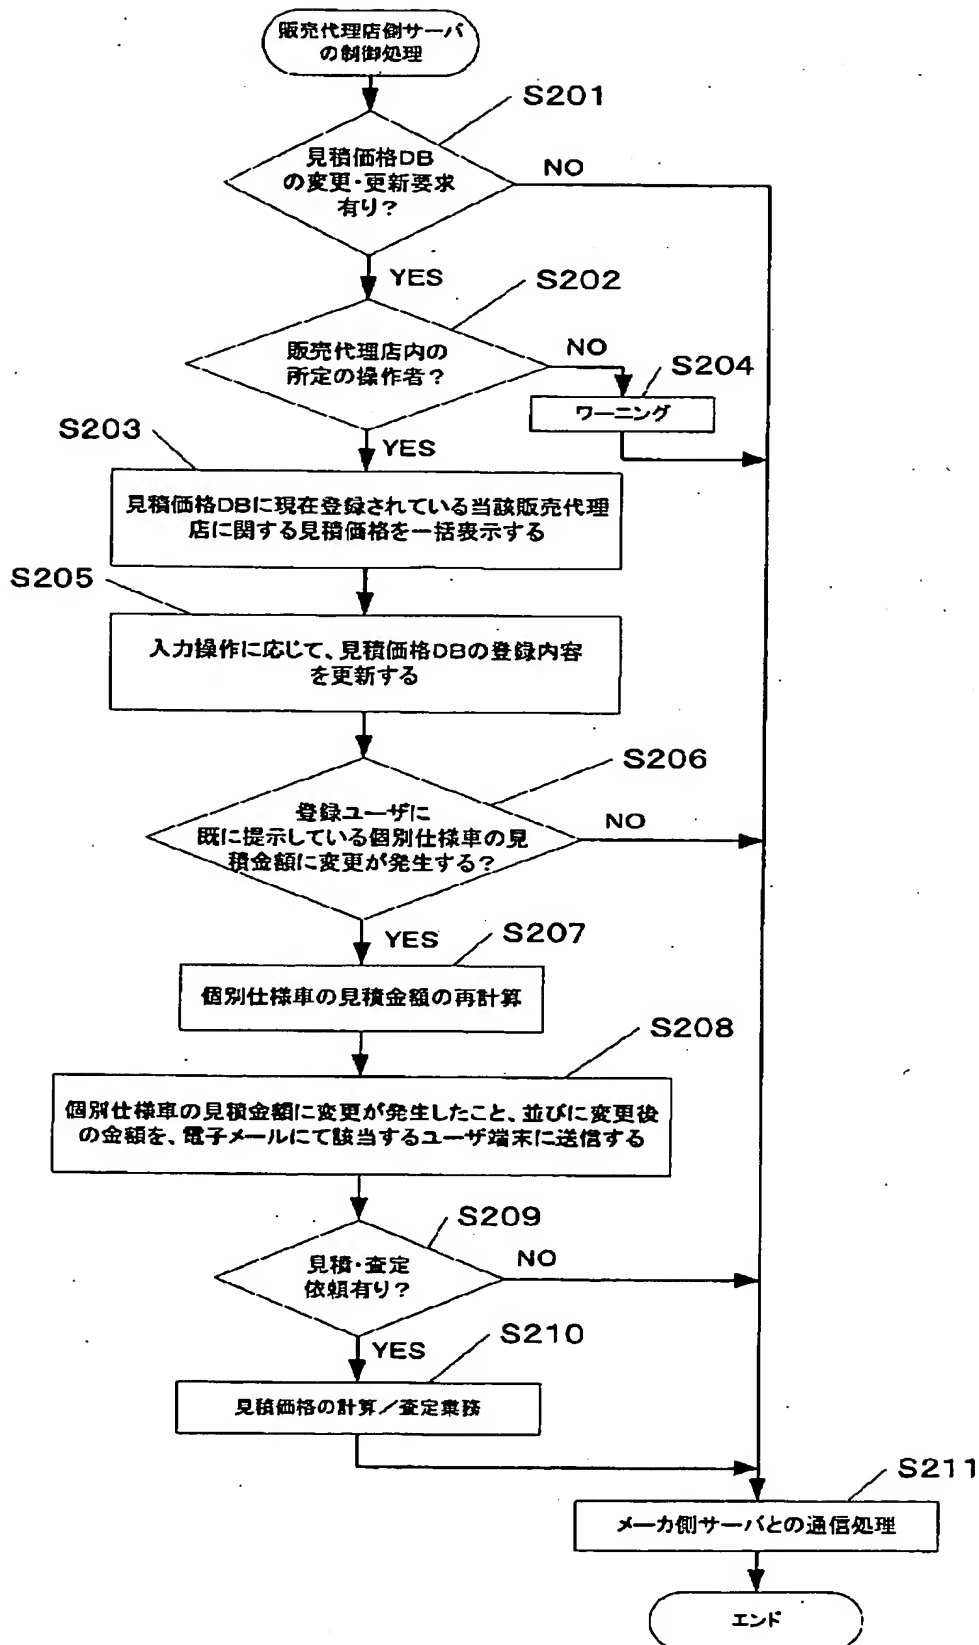 販売代理店側サーバ
の制御処理
S201
見積価格DB
の変更・更新要求
有り？
NO
YES
S202
販売代理店内の
所定の操作者？
NO
S204
ワーニング
YES
S203
見積価格DBに現在登録されている当該販売代理
店に関する見積価格を一括表示する
S205
入力操作に応じて、見積価格DBの登録内容
を更新する
S206
登録ユーザに
既に提示している個別仕様車の見
積金額に変更が発生する？
NO
YES
S207
個別仕様車の見積金額の再計算
S208
個別仕様車の見積金額に変更が発生したこと、並びに変更後
の金額を、電子メールにて該当するユーザ端末に送信する
S209
見積・査定
依頼有り？
NO
YES
S210
見積価格の計算／査定業務
S211
メーカ側サーバとの通信処理
エンド